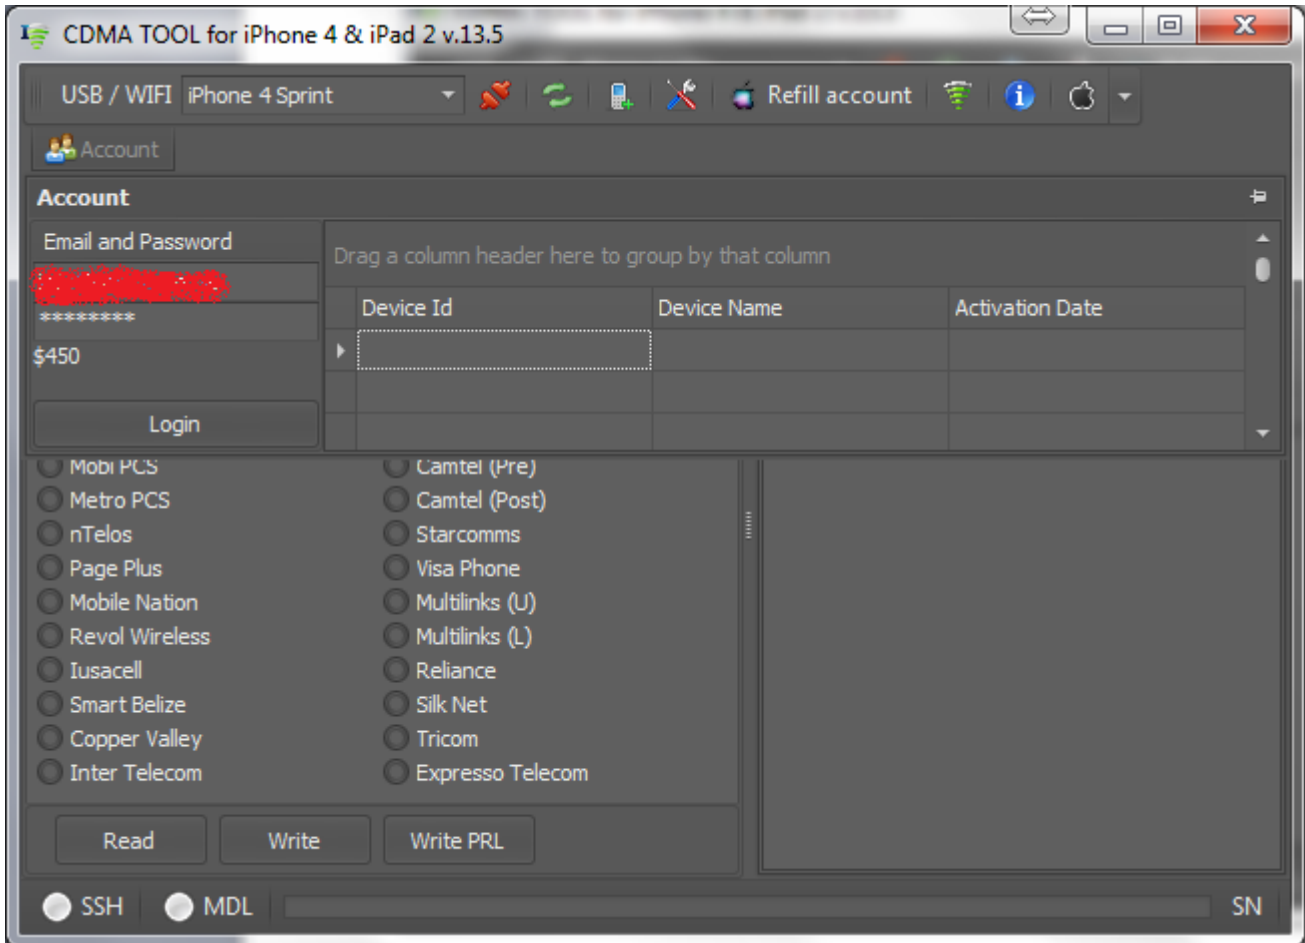 CDMA TOOL for iPhone 4 & iPad 2 v.13.5
USB / WIFI iPhone 4 Sprint Refill account
Account
Account
Email and Password
Drag a column header here to group by that column
Device Id Device Name Activation Date
********
$450
Login
Mobi PCS Camtel (Pre)
Metro PCS Camtel (Post)
nTelos Starcomms
Page Plus Visa Phone
Mobile Nation Multilinks (U)
Revol Wireless Multilinks (L)
Iusacell Reliance
Smart Belize Silk Net
Copper Valley Tricom
Inter Telecom Expresso Telecom
Read Write Write PRL
SSH MDL SN